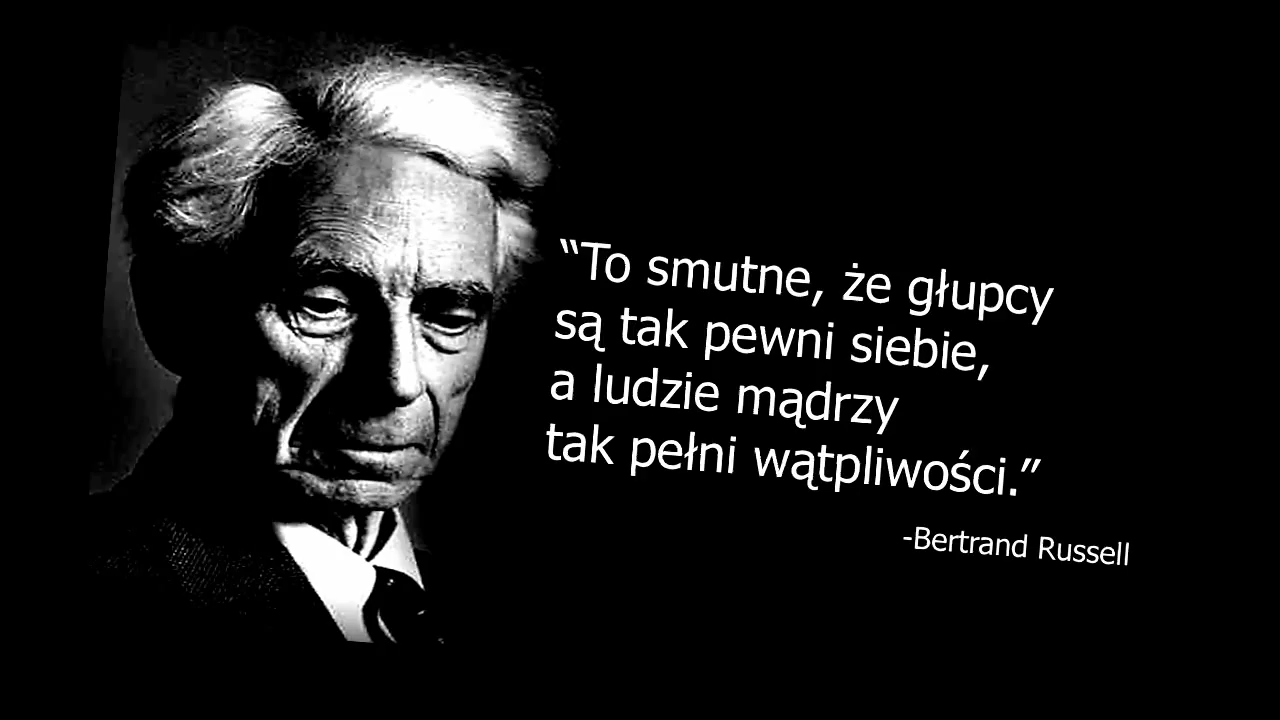 “To smutne, że głupcy
są tak pewni siebie,
a ludzie mądrzy
tak pełni wątpliwości.”
-Bertrand Russell